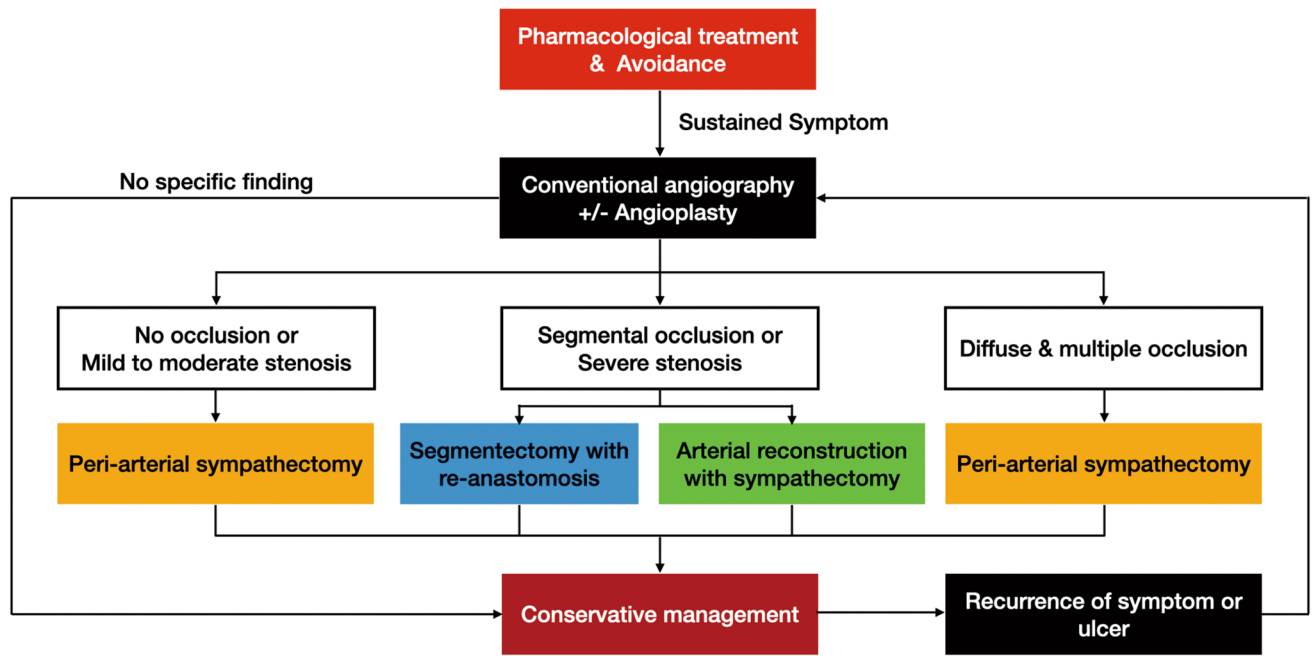 Pharmacological treatment
& Avoidance
Sustained Symptom
No specific finding
Conventional angiography
+/- Angioplasty
No occlusion or
Mild to moderate stenosis
Segmental occlusion or
Severe stenosis
Diffuse & multiple occlusion
Peri-arterial sympathectomy
Segmentectomy with
re-anastomosis
Arterial reconstruction
with sympathectomy
Peri-arterial sympathectomy
Conservative management
Recurrence of symptom or
ulcer